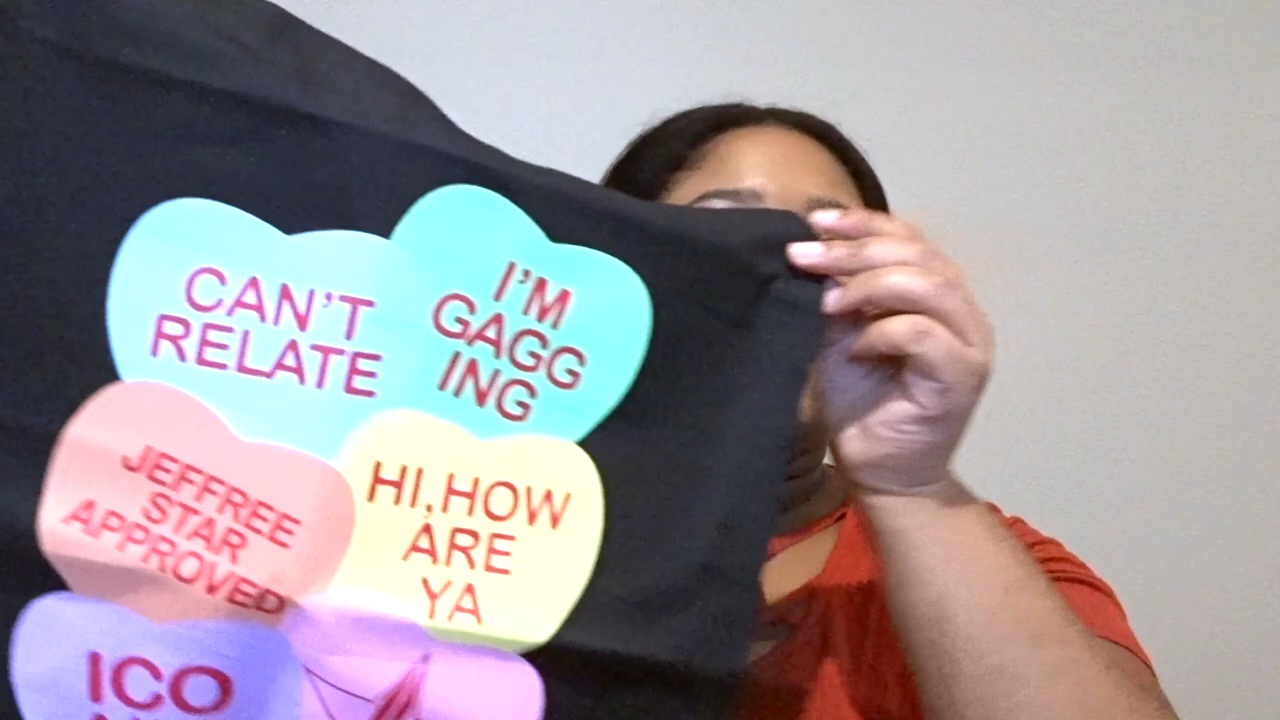 CAN'T
RELATE
I'M
GAGG
ING
JEFFREE
STAR
APPROVED
HI,HOW
ARE
YA
ICO